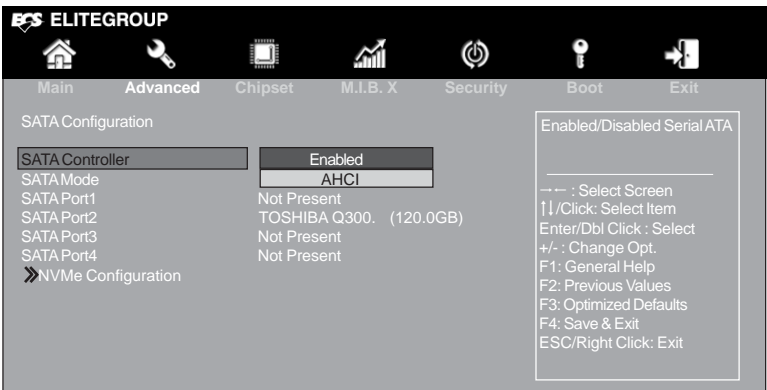 ECS ELITEGROUP
Main Advanced Chipset M.I.B. X Security Boot Exit
SATA Configuration
SATA Controller Enabled
SATA Mode AHCI
SATA Port1 Not Present
SATA Port2 TOSHIBA Q300. (120.0GB)
SATA Port3 Not Present
SATA Port4 Not Present
NVMe Configuration
Enabled/Disabled Serial ATA
→← : Select Screen
↑↓/Click: Select Item
Enter/Dbl Click : Select
+/- : Change Opt.
F1: General Help
F2: Previous Values
F3: Optimized Defaults
F4: Save & Exit
ESC/Right Click: Exit